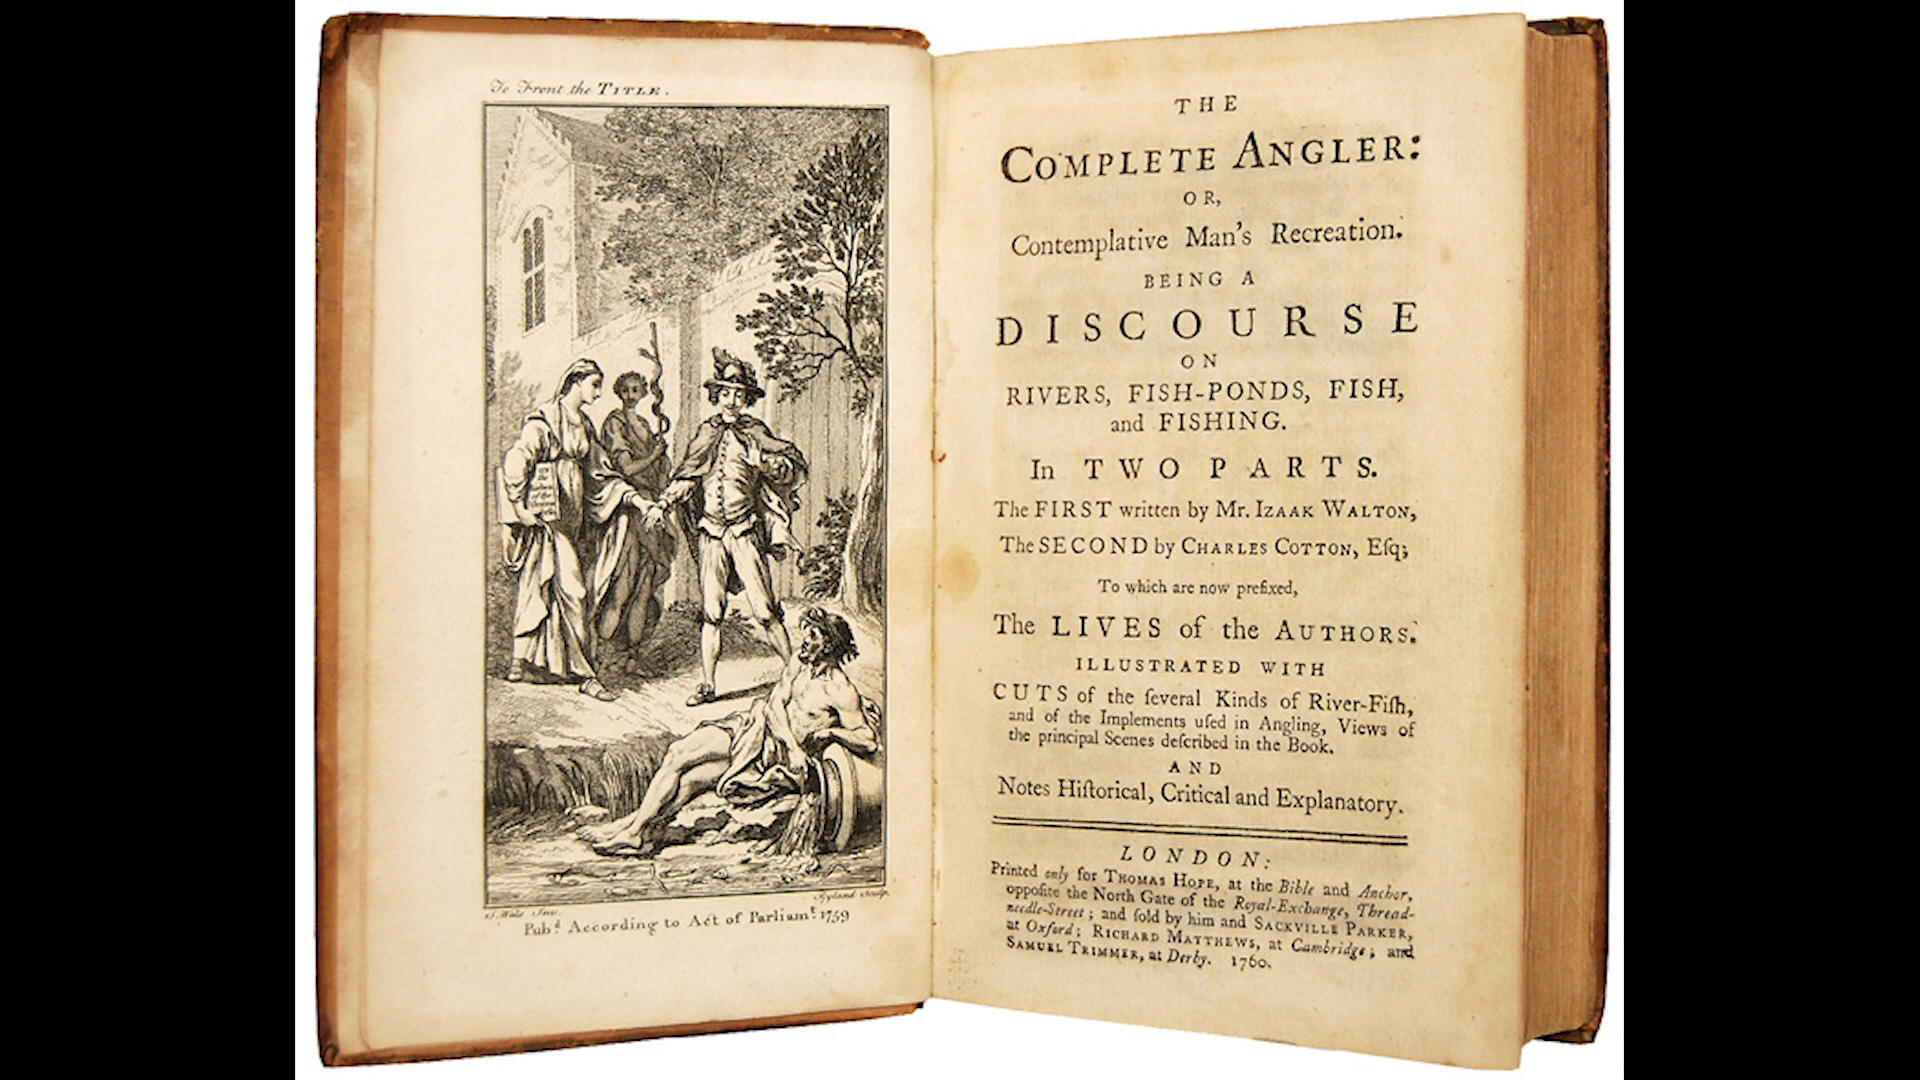 To Front the TITLE.
S. Wale Inv.
Ryland Sculp.
Pubd. According to Act of Parliamt. 1759
THE
COMPLETE ANGLER:
OR,
Contemplative Man's Recreation.
BEING A
DISCOURSE
ON
RIVERS, FISH-PONDS, FISH,
and FISHING.
In TWO PARTS.
The FIRST written by Mr. IZAAK WALTON,
The SECOND by CHARLES COTTON, Eſq;
To which are now prefixed,
The LIVES of the AUTHORS.
ILLUSTRATED WITH
CUTS of the ſeveral Kinds of River-Fiſh,
and of the Implements uſed in Angling, Views of
the principal Scenes deſcribed in the Book.
AND
Notes Hiſtorical, Critical and Explanatory.
LONDON:
Printed only for THOMAS HOPE, at the Bible and Anchor,
oppoſite the North Gate of the Royal-Exchange, Thread-
needle-Street; and ſold by him and SACKVILLE PARKER,
at Oxford; RICHARD MATTHEWS, at Cambridge; and
SAMUEL TRIMMER, at Derby. 1760.